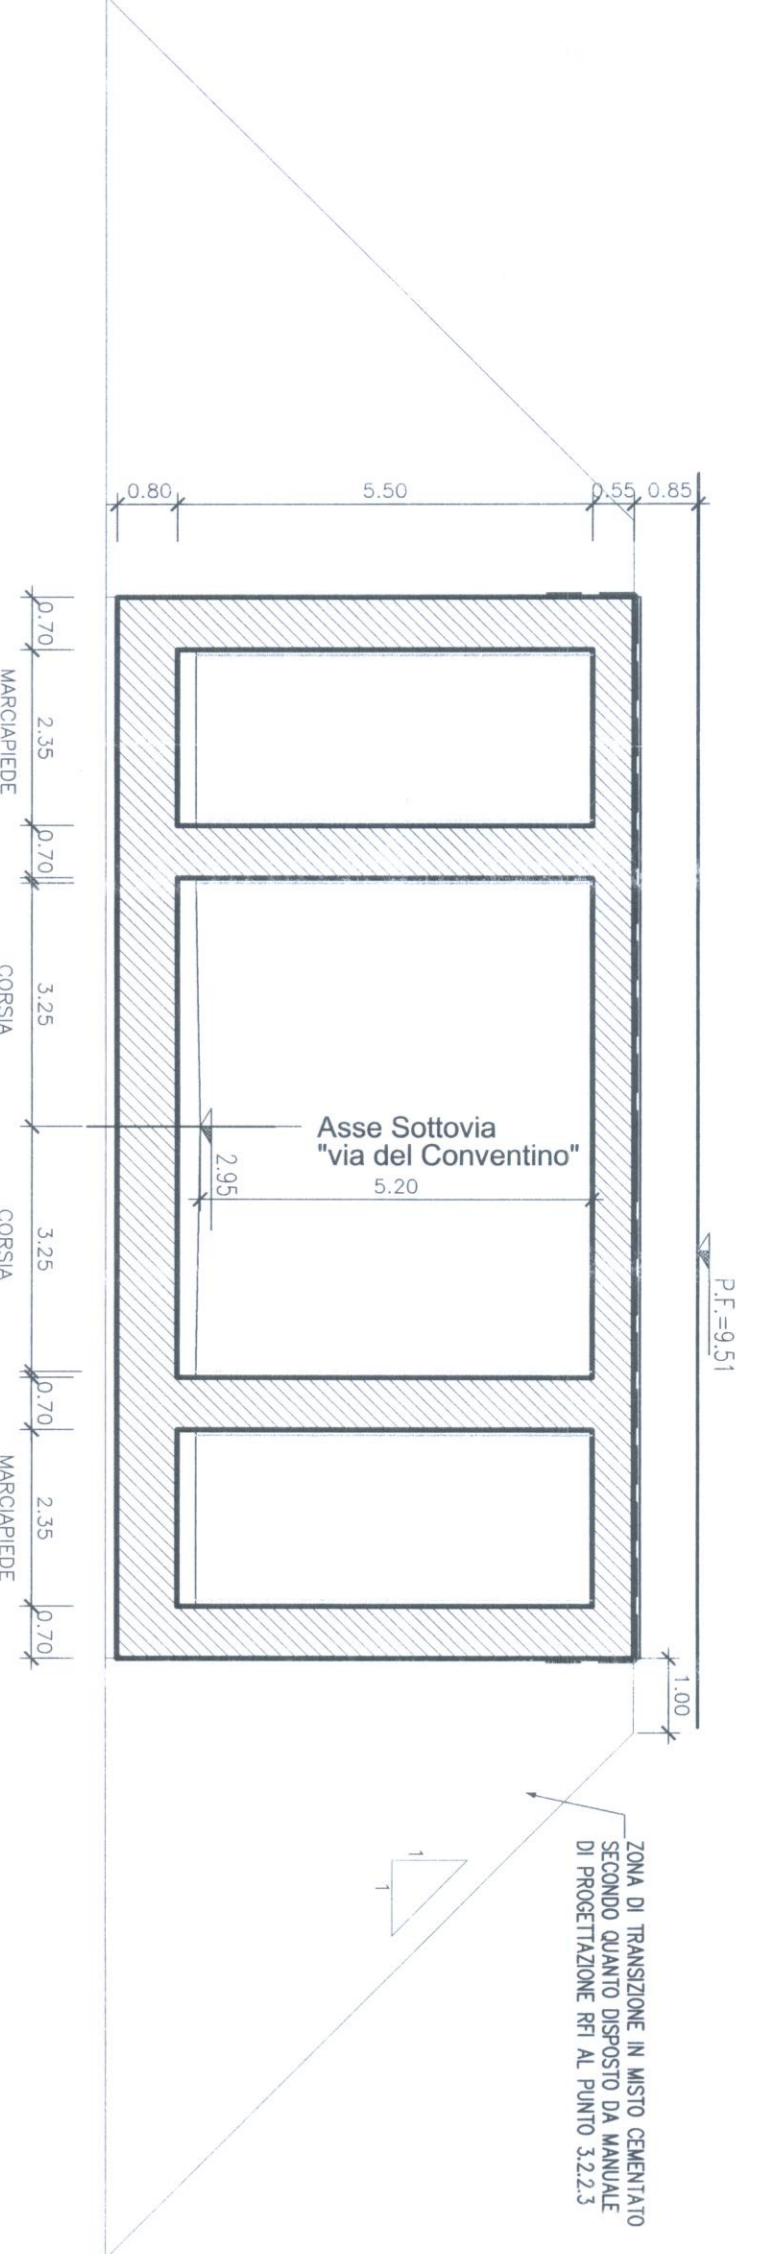 P.F.=9.51
ZONA DI TRANSIZIONE IN MISTO CEMENTATO
SECONDO QUANTO DISPOSTO DA MANUALE
DI PROGETTAZIONE RFI AL PUNTO 3.2.2.3
1.00
0.85
0.55
5.50
0.80
Asse Sottovia
"via del Conventino"
5.20
2.95
1
1
0.70
2.35
0.70
3.25
3.25
0.70
2.35
0.70
MARCIAPIEDE
CORSIA
CORSIA
MARCIAPIEDE